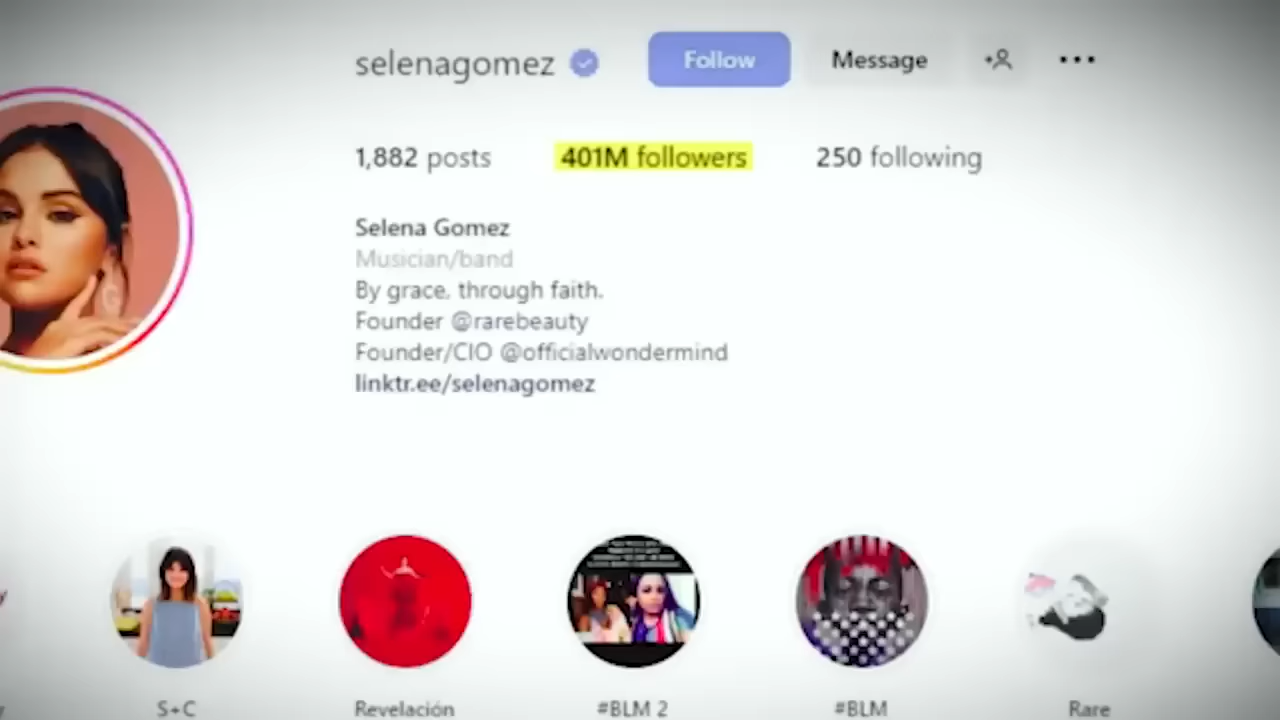 selenagomez Follow Message
1,882 posts 401M followers 250 following
Selena Gomez
Musician/band
By grace, through faith.
Founder @rarebeauty
Founder/CIO @officialwondermind
linktr.ee/selenagomez
S+C Revelación #BLM 2 #BLM Rare